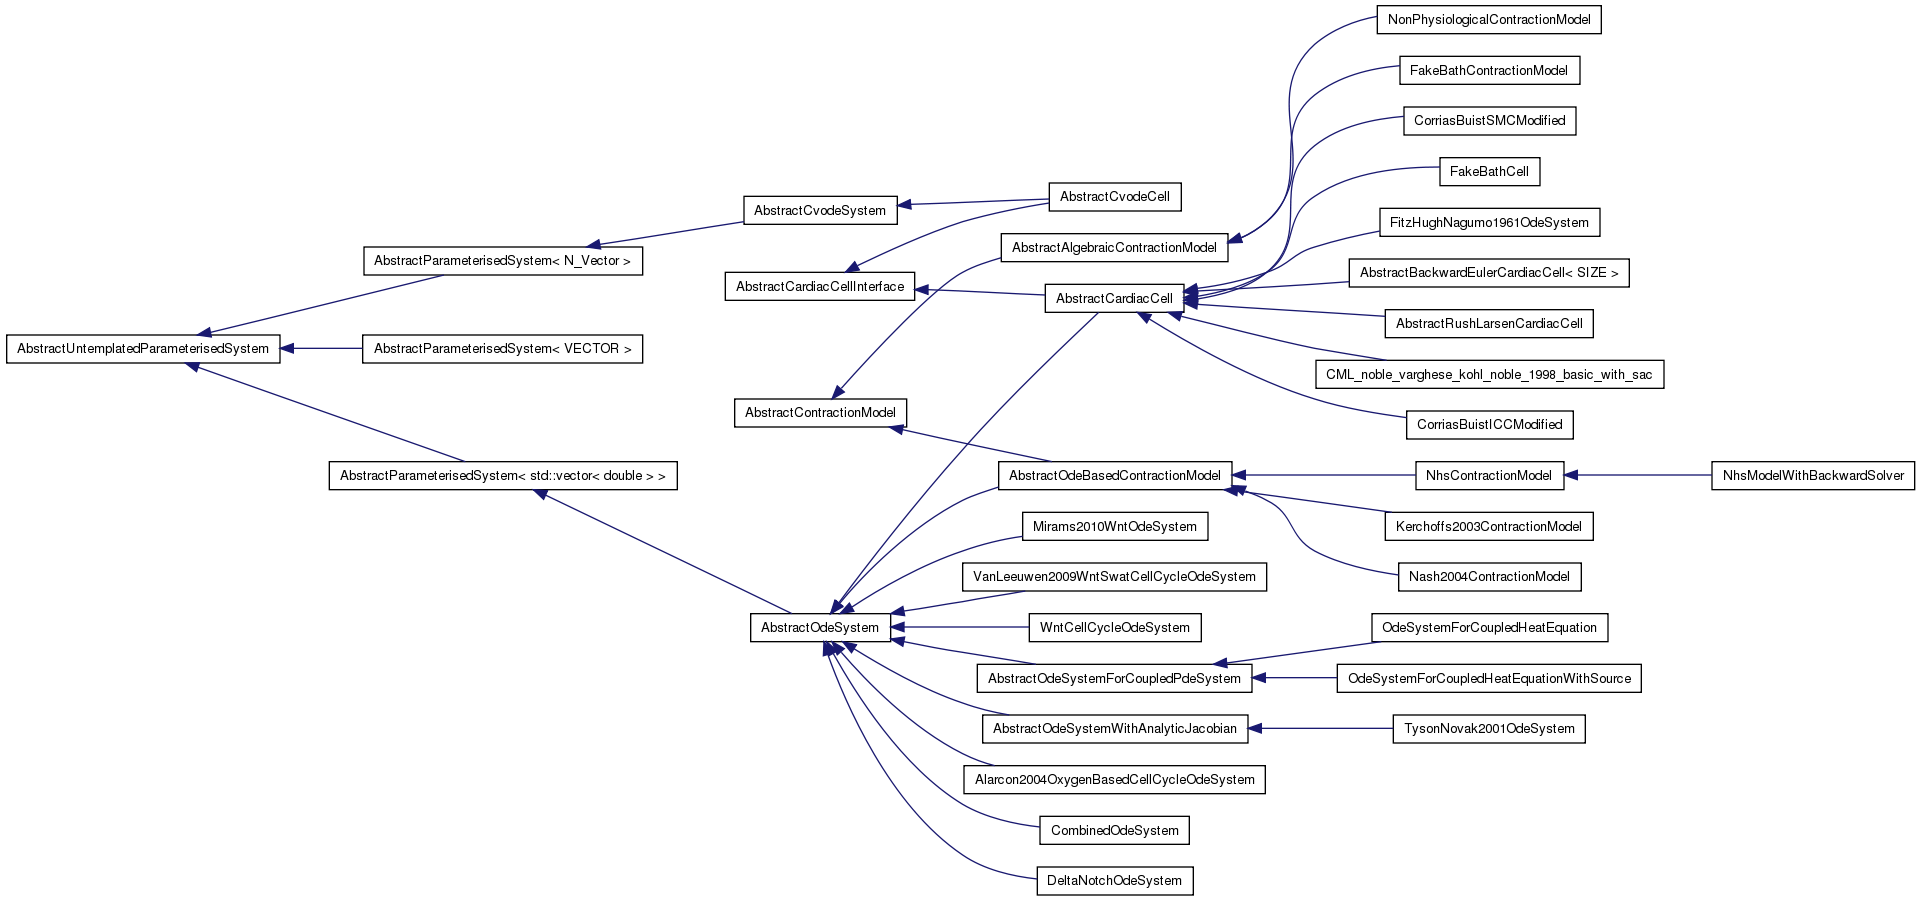 NonPhysiologicalContractionModel
FakeBathContractionModel
CorriasBuistSMCModified
FakeBathCell
AbstractCvodeCell
AbstractCvodeSystem
FitzHughNagumo1961OdeSystem
AbstractAlgebraicContractionModel
AbstractParameterisedSystem< N_Vector >
AbstractBackwardEulerCardiacCell< SIZE >
AbstractCardiacCellInterface
AbstractCardiacCell
AbstractRushLarsenCardiacCell
AbstractUntemplatedParameterisedSystem
AbstractParameterisedSystem< VECTOR >
CML_noble_varghese_kohl_noble_1998_basic_with_sac
AbstractContractionModel
CorriasBuistICCModified
AbstractParameterisedSystem< std::vector< double > >
AbstractOdeBasedContractionModel
NhsContractionModel
NhsModelWithBackwardSolver
Mirams2010WntOdeSystem
Kerchoffs2003ContractionModel
VanLeeuwen2009WntSwatCellCycleOdeSystem
Nash2004ContractionModel
AbstractOdeSystem
WntCellCycleOdeSystem
OdeSystemForCoupledHeatEquation
AbstractOdeSystemForCoupledPdeSystem
OdeSystemForCoupledHeatEquationWithSource
AbstractOdeSystemWithAnalyticJacobian
TysonNovak2001OdeSystem
Alarcon2004OxygenBasedCellCycleOdeSystem
CombinedOdeSystem
DeltaNotchOdeSystem